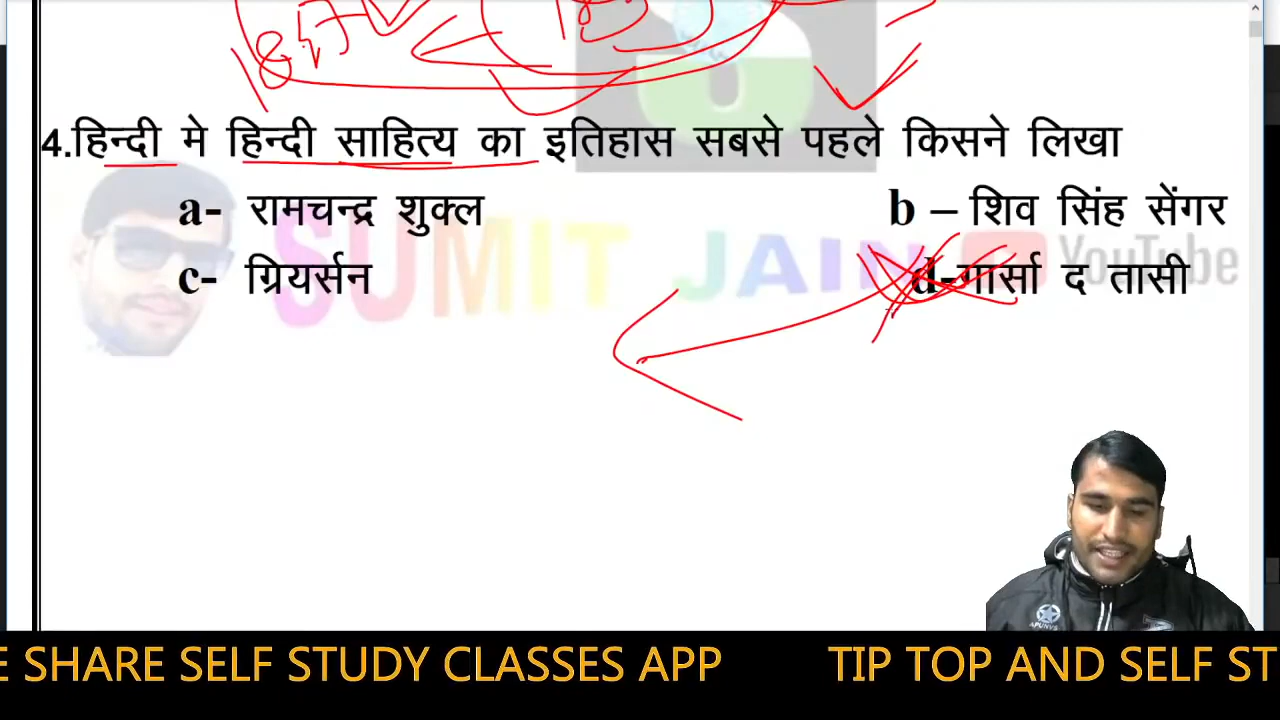 1857
4.हिन्दी मे हिन्दी साहित्य का इतिहास सबसे पहले किसने लिखा
a- रामचन्द्र शुक्ल b – शिव सिंह सेंगर
c- ग्रियर्सन d-गार्सा द तासी
SUMIT JAIN YouTube
E SHARE SELF STUDY CLASSES APP TIP TOP AND SELF ST